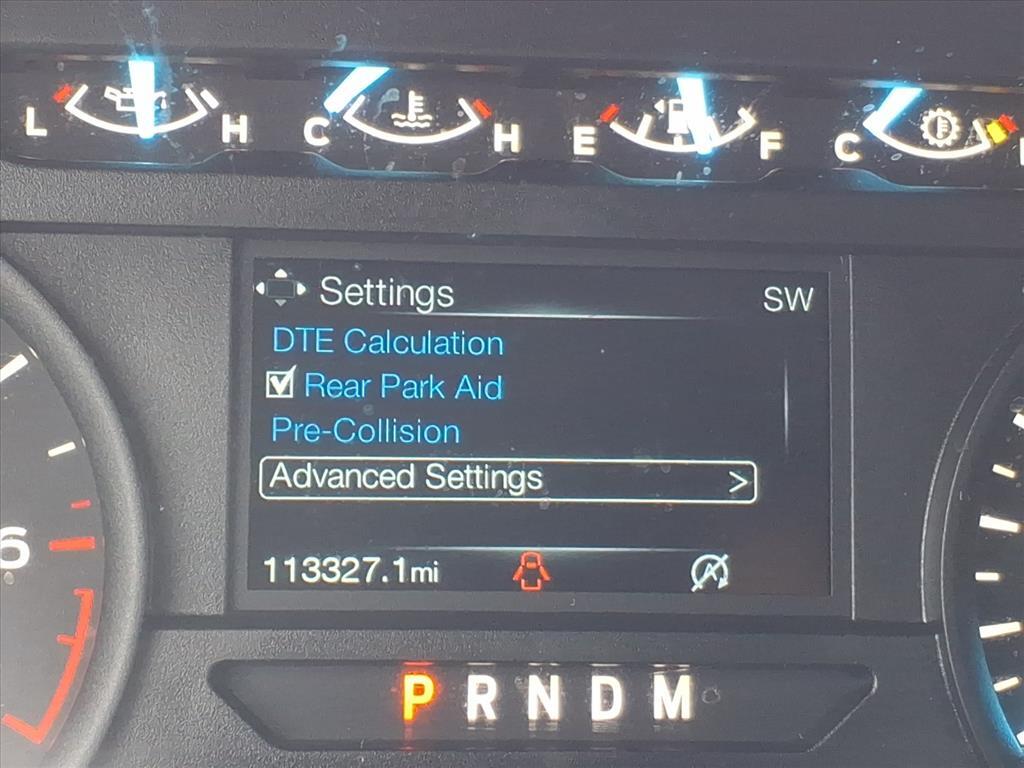 L H C H E F C
Settings SW
DTE Calculation
Rear Park Aid
Pre-Collision
Advanced Settings >
113327.1mi
6
P R N D M